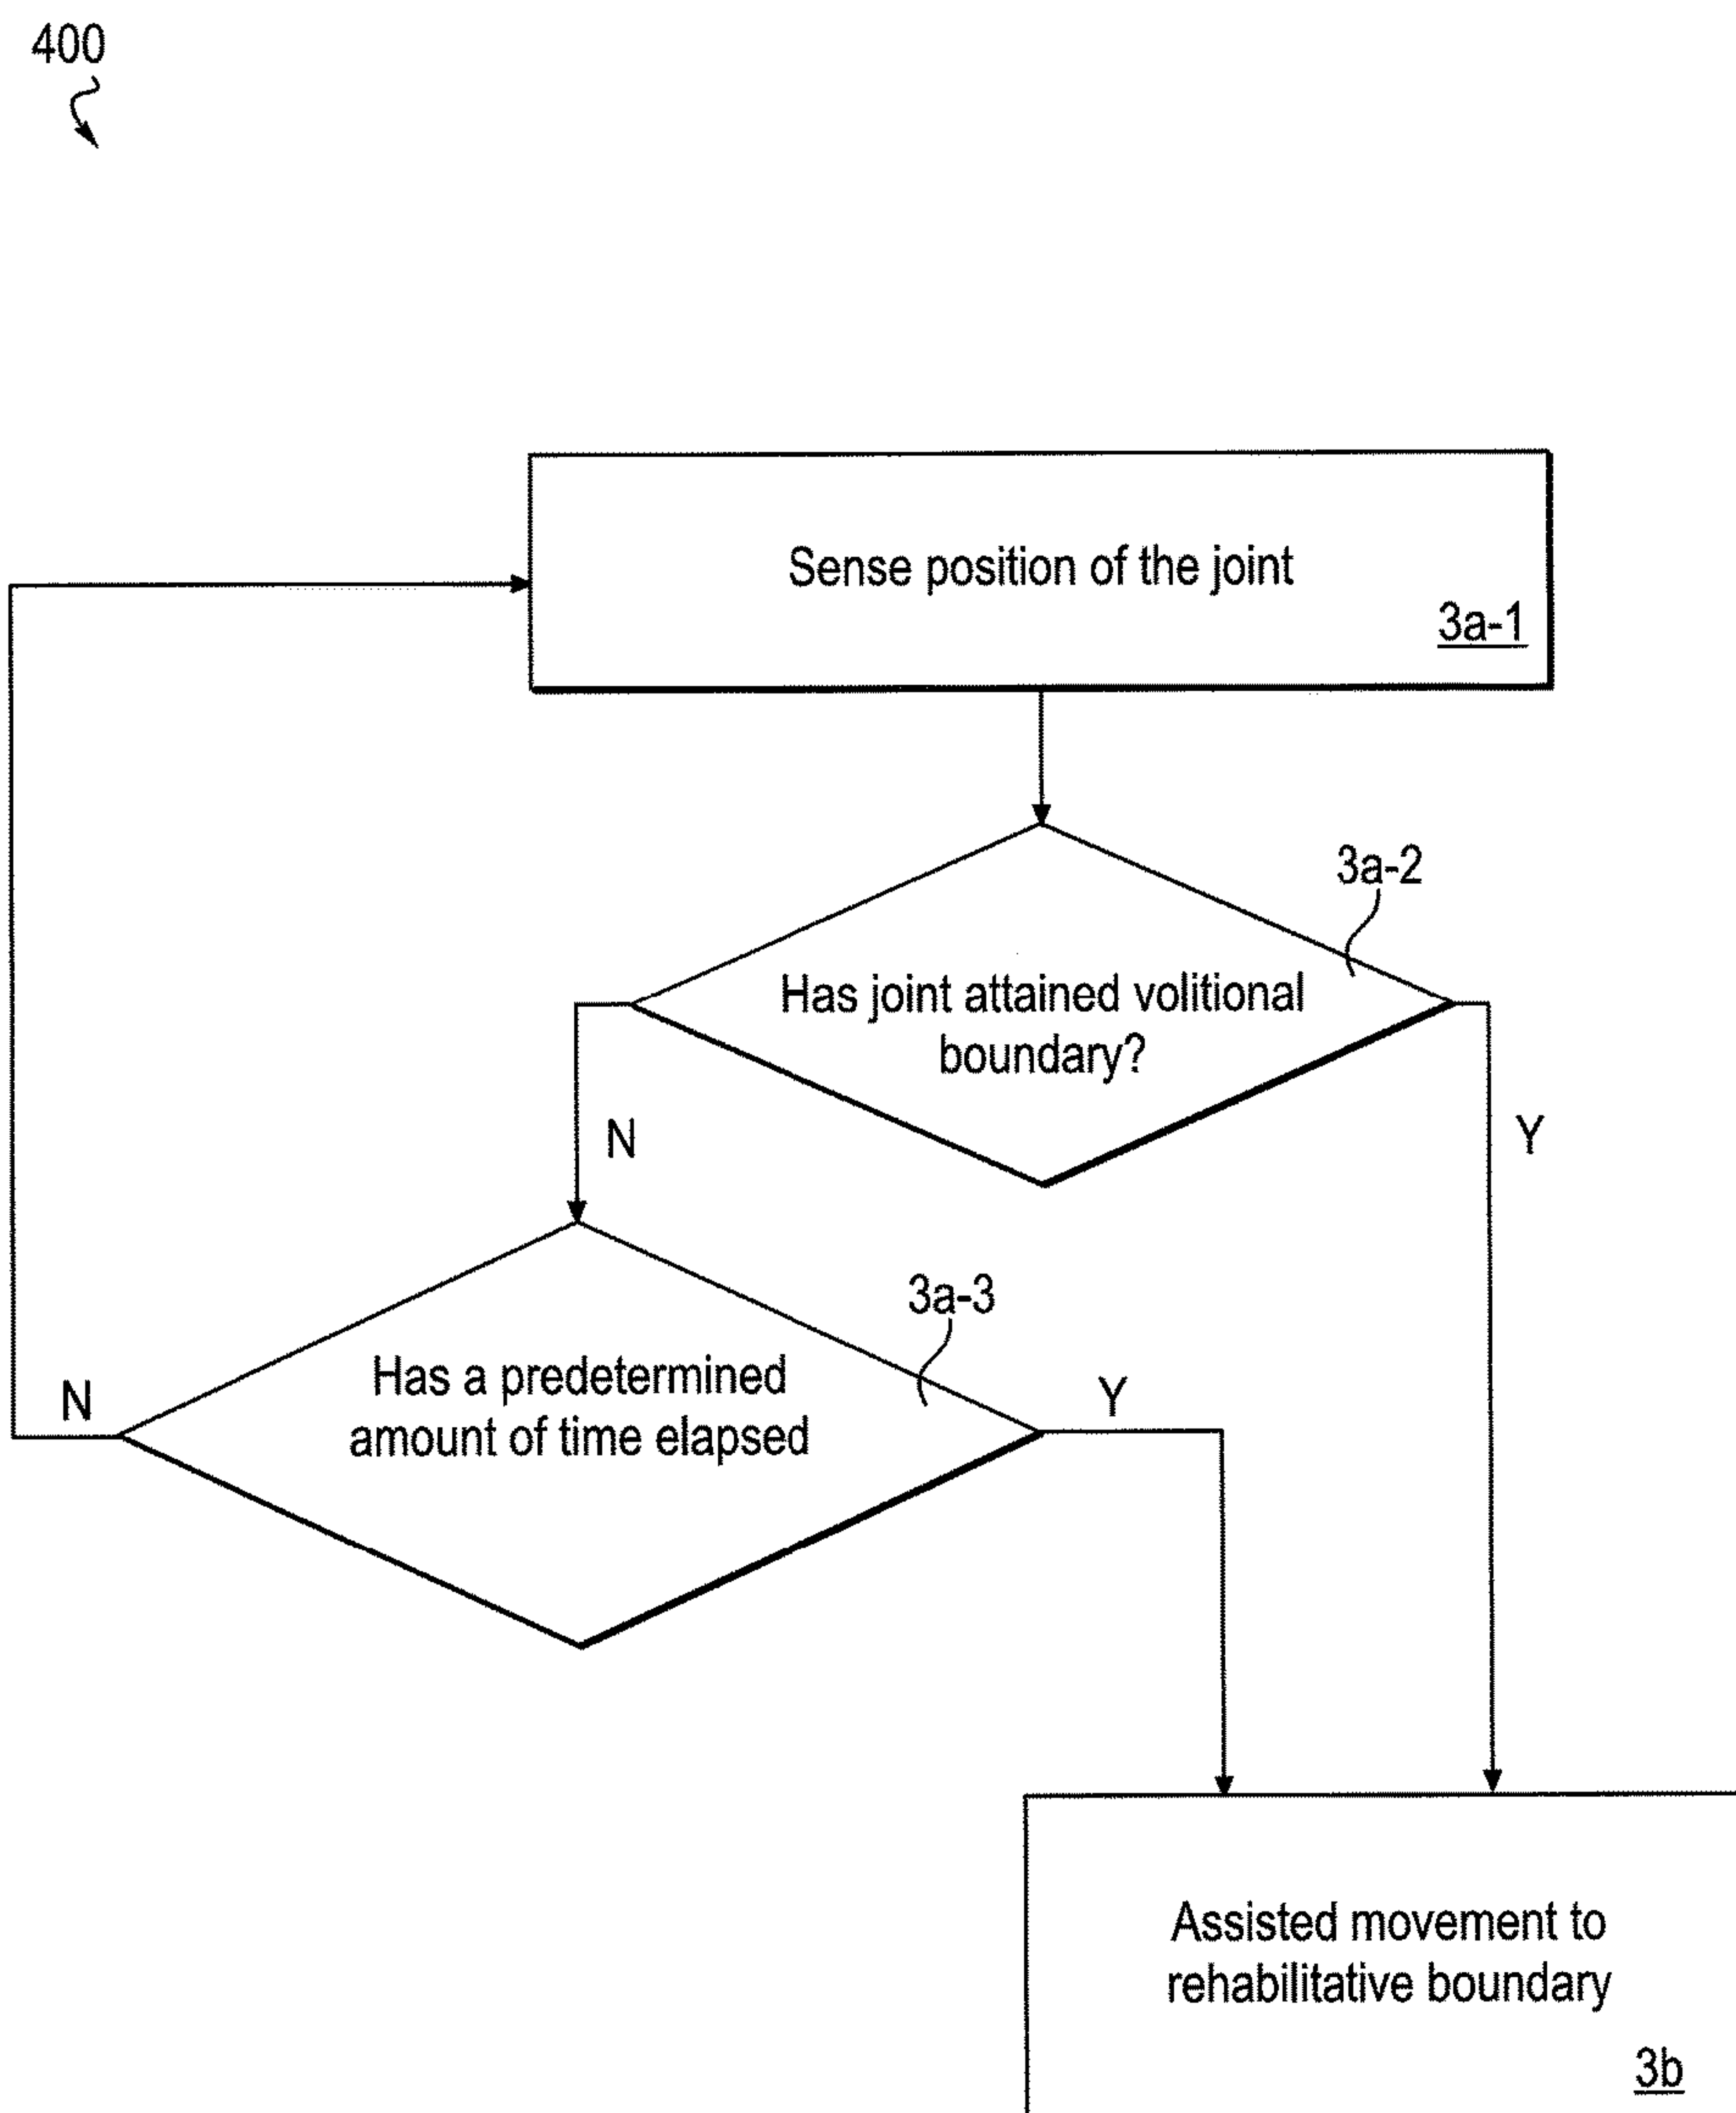 400
Sense position of the joint
3a-1
3a-2
Has joint attained volitional
boundary?
N
Y
3a-3
Has a predetermined
amount of time elapsed
N
Y
Assisted movement to
rehabilitative boundary
3b